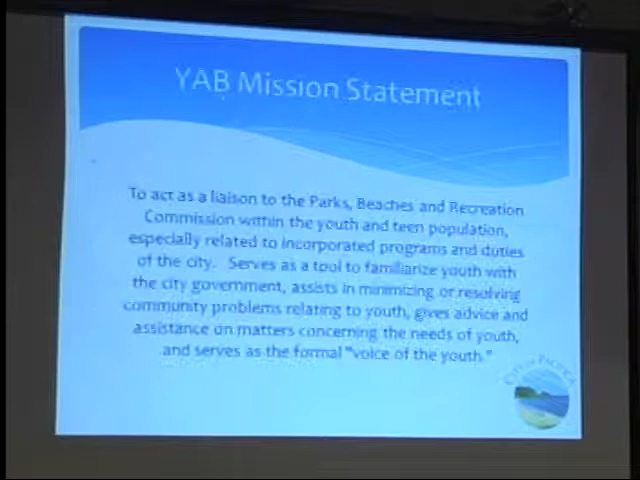 YAB Mission Statement
To act as a liaison to the Parks, Beaches and Recreation
Commission within the youth and teen population,
especially related to incorporated programs and duties
of the city. Serves as a tool to familiarize youth with
the city government, assists in minimizing or resolving
community problems relating to youth, gives advice and
assistance on matters concerning the needs of youth,
and serves as the formal "voice of the youth."
CITY OF PACIFICA